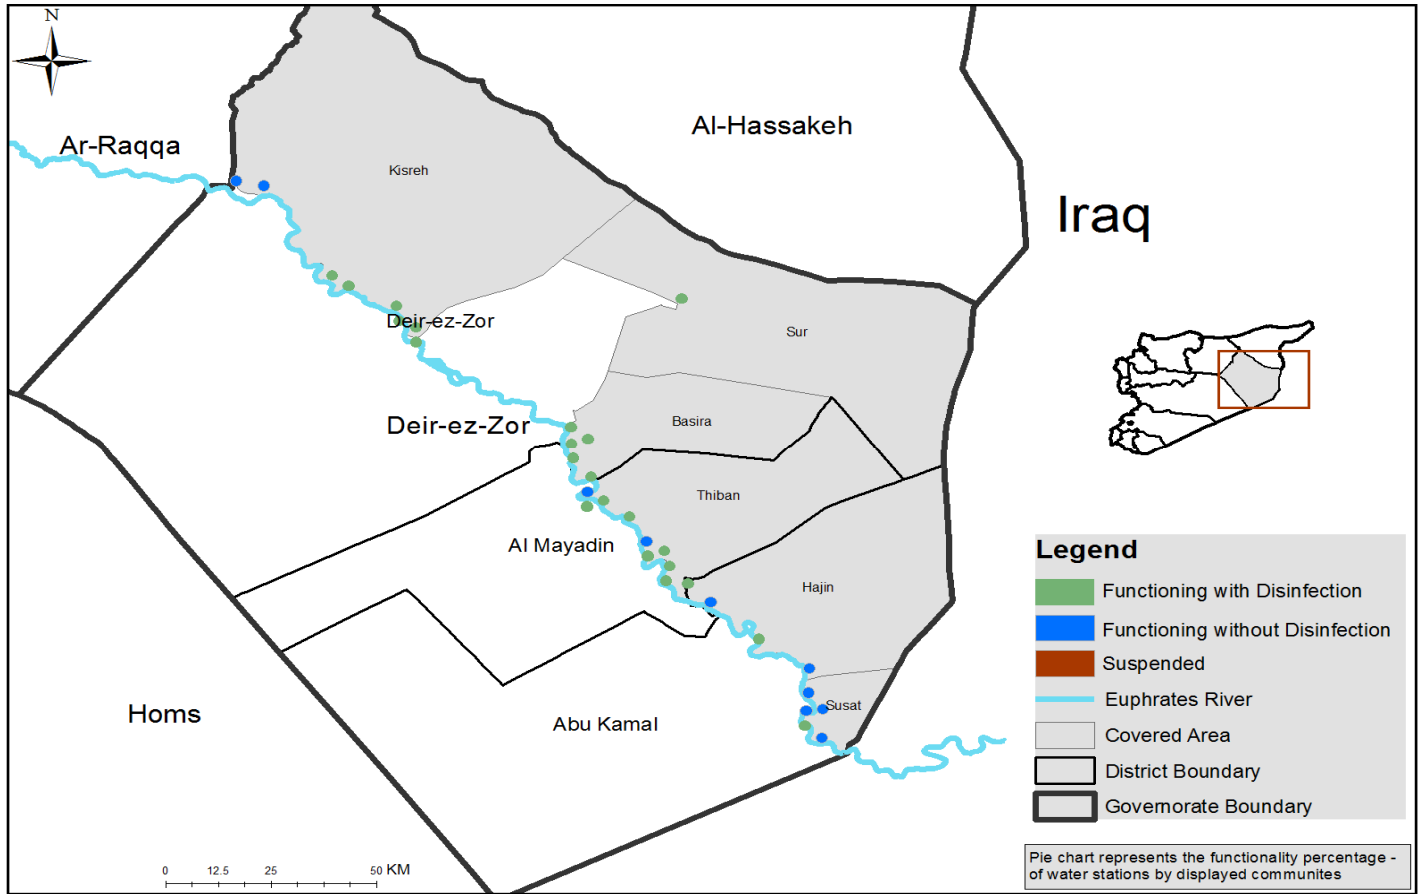 N
Al-Hassakeh
Ar-Raqqa
Kisreh
Iraq
Deir-ez-Zor
Sur
Deir-ez-Zor
Basira
Thiban
Al Mayadin
Hajin
Susat
Homs
Abu Kamal
0 12.5 25 50 KM
Legend
Functioning with Disinfection
Functioning without Disinfection
Suspended
Euphrates River
Covered Area
District Boundary
Governorate Boundary
Pie chart represents the functionality percentage -
of water stations by displayed communites